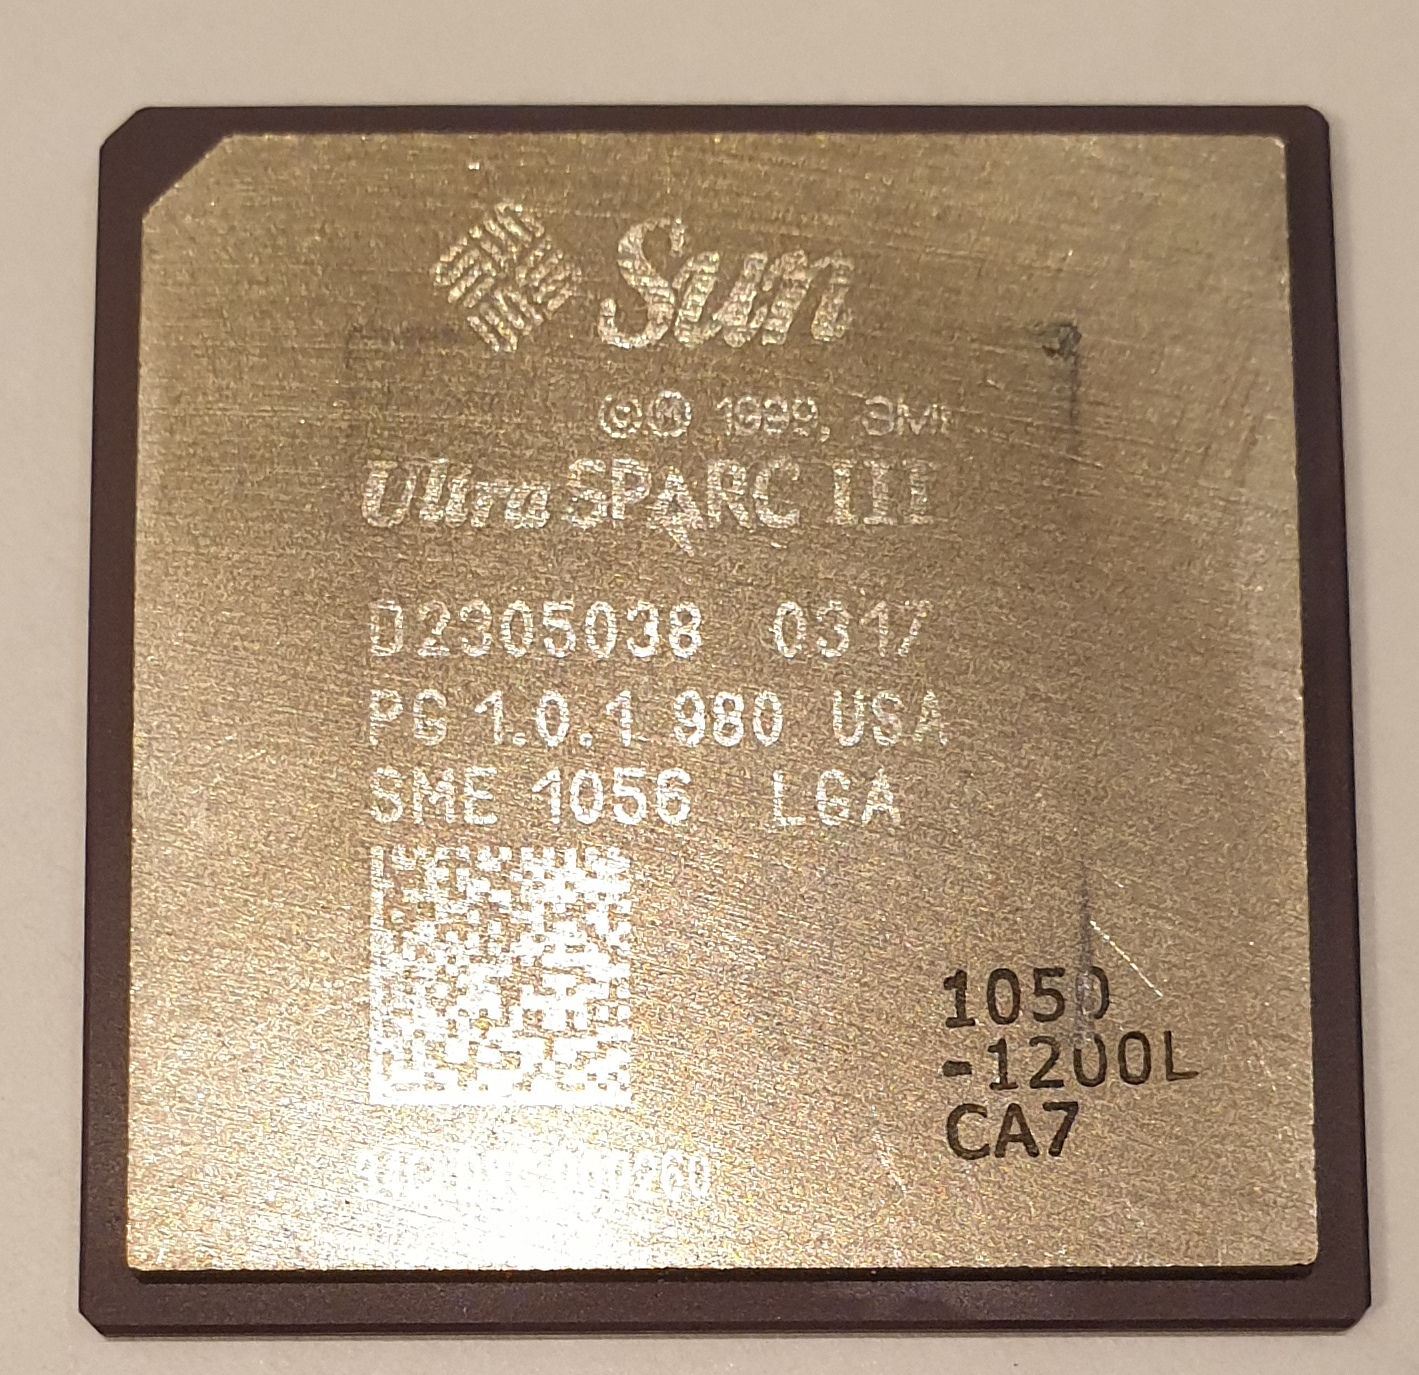 Sun
©Ⓜ 1999, SMI
UltraSPARC III
D2305038 0317
PG 1.0.1 980 USA
SME 1056 LGA
1050
-1200L
CA7